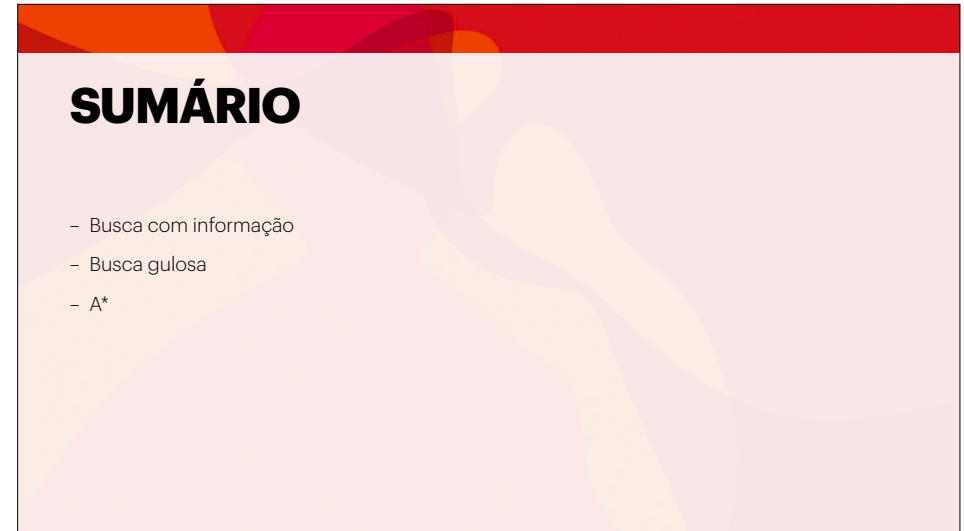 SUMÁRIO
– Busca com informação
– Busca gulosa
– A*